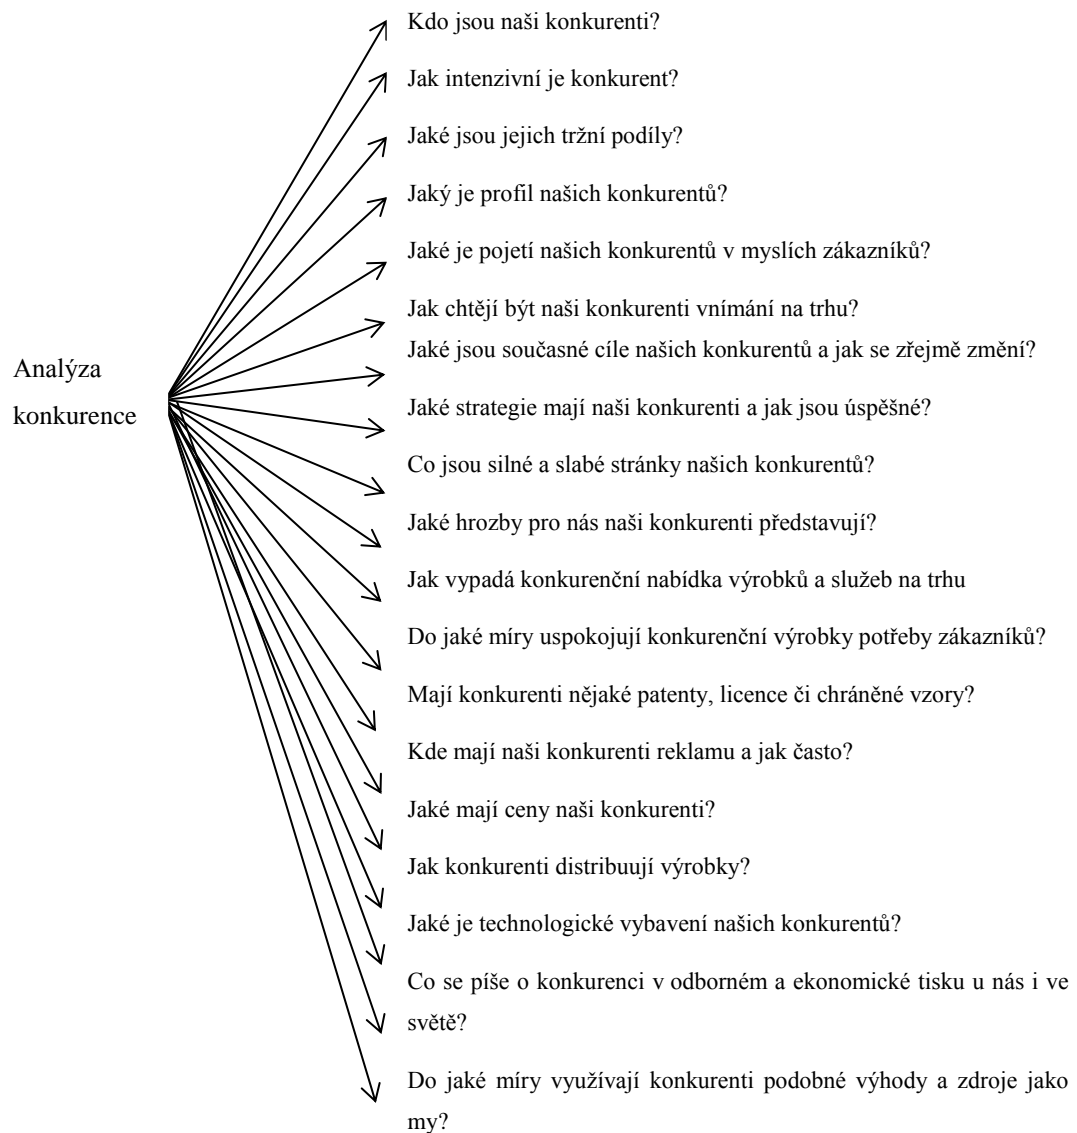 Kdo jsou naši konkurenti?
Jak intenzivní je konkurent?
Jaké jsou jejich tržní podíly?
Jaký je profil našich konkurentů?
Jaké je pojetí našich konkurentů v myslích zákazníků?
Jak chtějí být naši konkurenti vnímání na trhu?
Jaké jsou současné cíle našich konkurentů a jak se zřejmě změní?
Analýza
konkurence
Jaké strategie mají naši konkurenti a jak jsou úspěšné?
Co jsou silné a slabé stránky našich konkurentů?
Jaké hrozby pro nás naši konkurenti představují?
Jak vypadá konkurenční nabídka výrobků a služeb na trhu
Do jaké míry uspokojují konkurenční výrobky potřeby zákazníků?
Mají konkurenti nějaké patenty, licence či chráněné vzory?
Kde mají naši konkurenti reklamu a jak často?
Jaké mají ceny naši konkurenti?
Jak konkurenti distribuují výrobky?
Jaké je technologické vybavení našich konkurentů?
Co se píše o konkurenci v odborném a ekonomické tisku u nás i ve
světě?
Do jaké míry využívají konkurenti podobné výhody a zdroje jako
my?